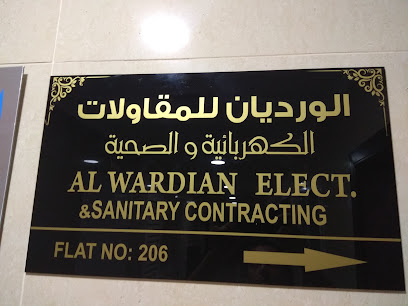 الورديان للمقاولات
الكهربائية و الصحية
AL WARDIAN ELECT.
&SANITARY CONTRACTING
FLAT NO: 206